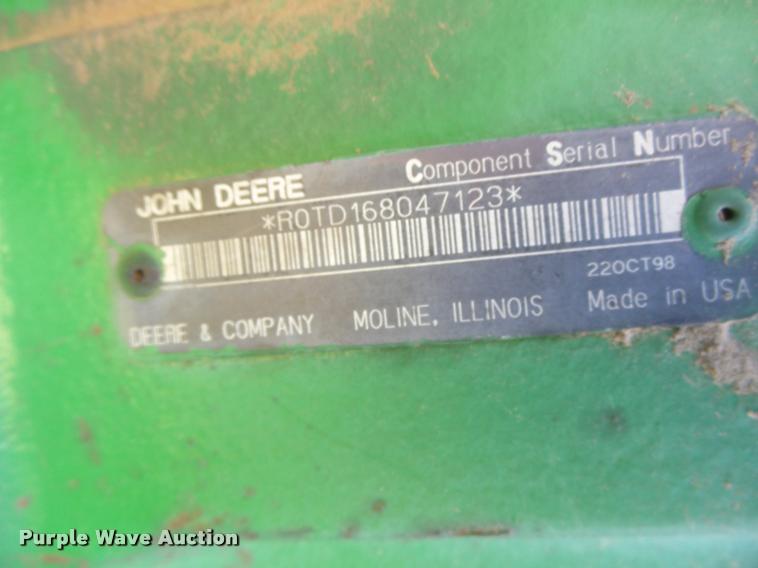 JOHN DEERE Component Serial Number
*R0TD168047123*
22OCT98
DEERE & COMPANY MOLINE, ILLINOIS Made in USA
Purple Wave Auction